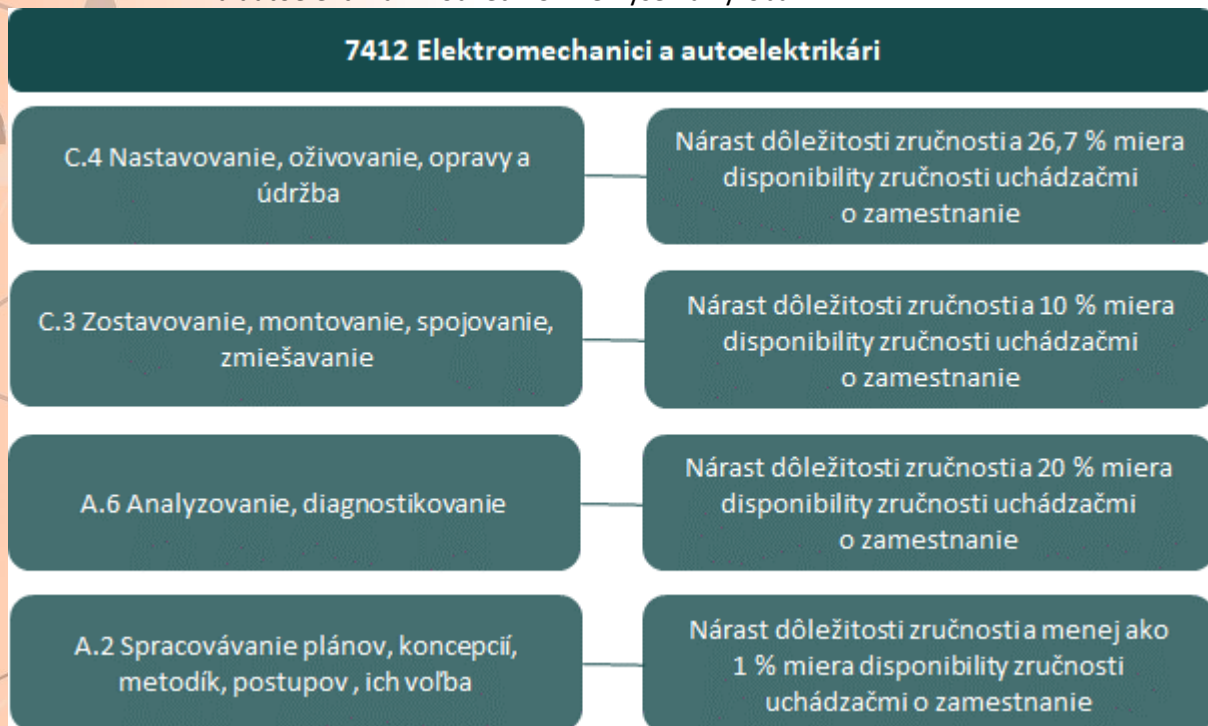 7412 Elektromechanici a autoelektrikári
C.4 Nastavovanie, oživovanie, opravy a
údržba
Nárast dôležitosti zručnosti a 26,7 % miera
disponibility zručnosti uchádzačmi
o zamestnanie
C.3 Zostavovanie, montovanie, spojovanie,
zmiešavanie
Nárast dôležitosti zručnosti a 10 % miera
disponibility zručnosti uchádzačmi
o zamestnanie
A.6 Analyzovanie, diagnostikovanie
Nárast dôležitosti zručnosti a 20 % miera
disponibility zručnosti uchádzačmi
o zamestnanie
A.2 Spracovávanie plánov, koncepcií,
metodík, postupov , ich voľba
Nárast dôležitosti zručnosti a menej ako
1 % miera disponibility zručnosti
uchádzačmi o zamestnanie